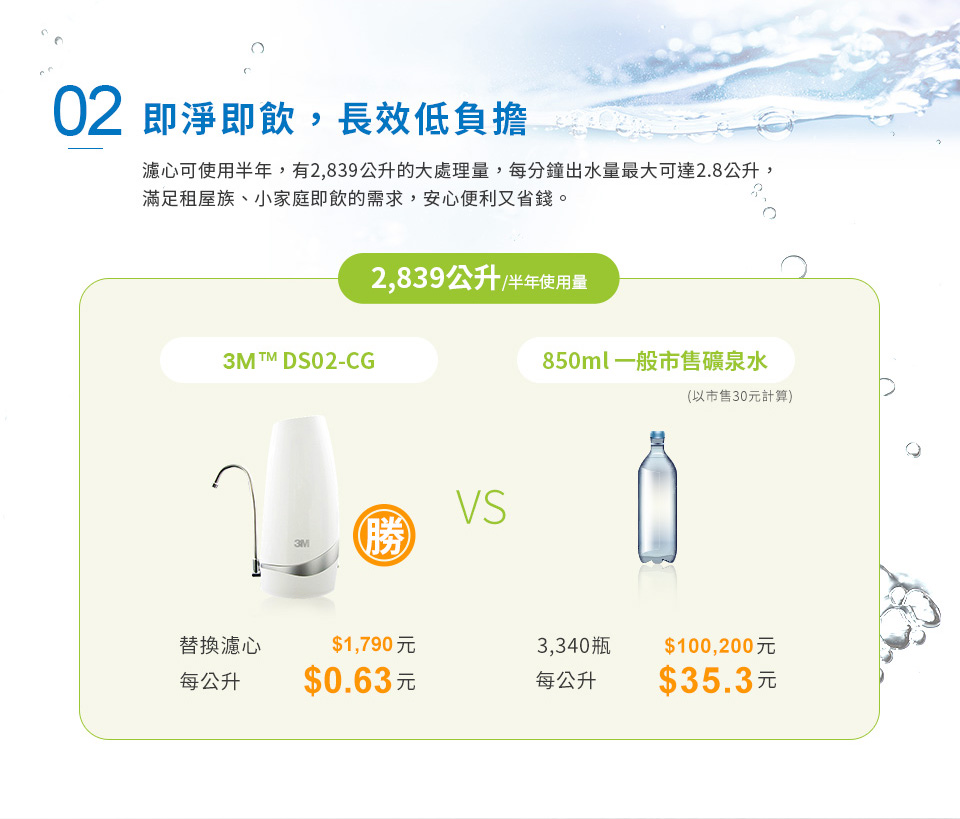 02 即淨即飲，長效低負擔
濾心可使用半年，有2,839公升的大處理量，每分鐘出水量最大可達2.8公升，
滿足租屋族、小家庭即飲的需求，安心便利又省錢。
2,839公升/半年使用量
3M™ DS02-CG
850ml 一般市售礦泉水
(以市售30元計算)
3M
勝
VS
替換濾心 $1,790元
每公升 $0.63元
3,340瓶 $100,200元
每公升 $35.3元